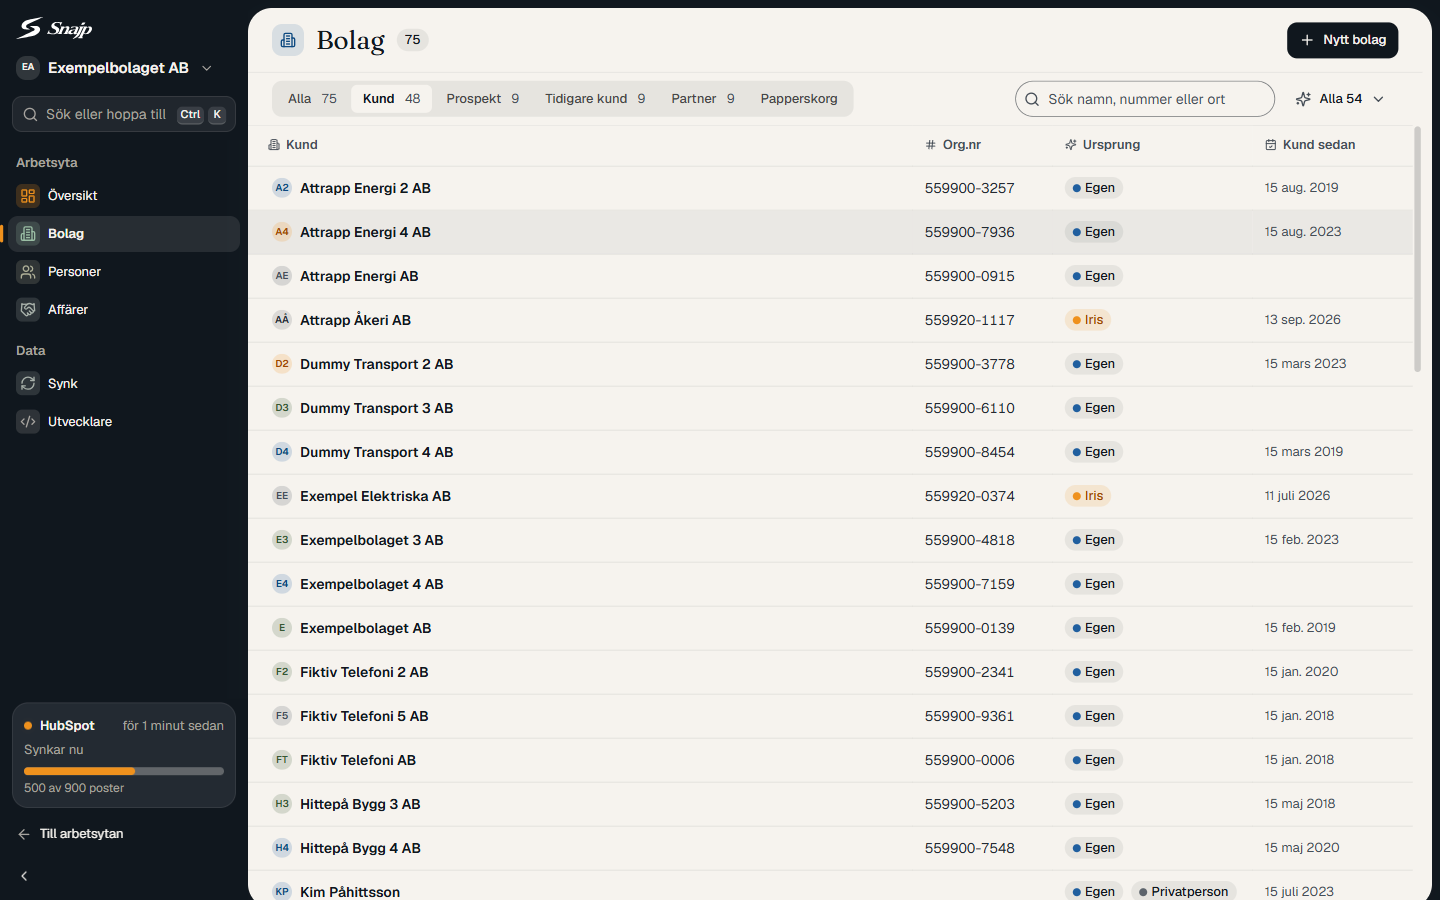 Snajp
EA Exempelbolaget AB
Sök eller hoppa till Ctrl K
Arbetsyta
Översikt
Bolag
Personer
Affärer
Data
Synk
Utvecklare
HubSpot för 1 minut sedan
Synkar nu
500 av 900 poster
Till arbetsytan
Bolag 75
Nytt bolag
Alla 75 Kund 48 Prospekt 9 Tidigare kund 9 Partner 9 Papperskorg
Sök namn, nummer eller ort
Alla 54
Kund Org.nr Ursprung Kund sedan
A2 Attrapp Energi 2 AB 559900-3257 Egen 15 aug. 2019
A4 Attrapp Energi 4 AB 559900-7936 Egen 15 aug. 2023
AE Attrapp Energi AB 559900-0915 Egen
AÅ Attrapp Åkeri AB 559920-1117 Iris 13 sep. 2026
D2 Dummy Transport 2 AB 559900-3778 Egen 15 mars 2023
D3 Dummy Transport 3 AB 559900-6110 Egen
D4 Dummy Transport 4 AB 559900-8454 Egen 15 mars 2019
EE Exempel Elektriska AB 559920-0374 Iris 11 juli 2026
E3 Exempelbolaget 3 AB 559900-4818 Egen 15 feb. 2023
E4 Exempelbolaget 4 AB 559900-7159 Egen
E Exempelbolaget AB 559900-0139 Egen 15 feb. 2019
F2 Fiktiv Telefoni 2 AB 559900-2341 Egen 15 jan. 2020
F5 Fiktiv Telefoni 5 AB 559900-9361 Egen 15 jan. 2018
FT Fiktiv Telefoni AB 559900-0006 Egen 15 jan. 2018
H3 Hittepå Bygg 3 AB 559900-5203 Egen 15 maj 2018
H4 Hittepå Bygg 4 AB 559900-7548 Egen 15 maj 2020
KP Kim Påhittsson Egen Privatperson 15 juli 2023